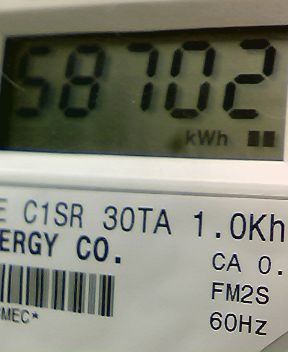 58702
kWh
E C1SR 30TA 1.0Kh
ERGY CO.
CA 0.
FM2S
MEC*
60Hz